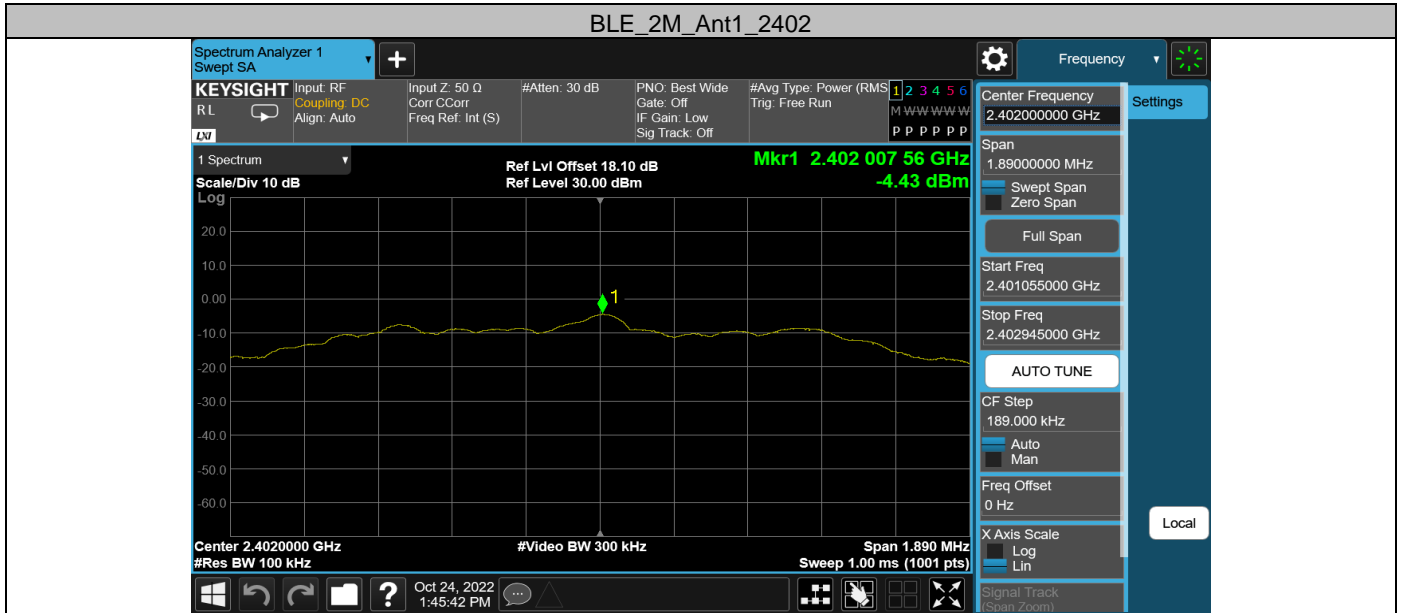 BLE_2M_Ant1_2402
Spectrum Analyzer 1
Swept SA
+
Frequency
KEYSIGHT
RL
LXI
Input: RF
Coupling: DC
Align: Auto
Input Z: 50 Ω
Corr CCorr
Freq Ref: Int (S)
#Atten: 30 dB
PNO: Best Wide
Gate: Off
IF Gain: Low
Sig Track: Off
#Avg Type: Power (RMS
Trig: Free Run
1 2 3 4 5 6
M W W W W W
P P P P P P
1 Spectrum
Scale/Div 10 dB
Ref Lvl Offset 18.10 dB
Ref Level 30.00 dBm
Mkr1 2.402 007 56 GHz
-4.43 dBm
Log
20.0
10.0
0.00
-10.0
-20.0
-30.0
-40.0
-50.0
-60.0
1
Center 2.4020000 GHz
#Res BW 100 kHz
#Video BW 300 kHz
Span 1.890 MHz
Sweep 1.00 ms (1001 pts)
?
Oct 24, 2022
1:45:42 PM
Center Frequency
2.402000000 GHz
Span
1.89000000 MHz
Swept Span
Zero Span
Full Span
Start Freq
2.401055000 GHz
Stop Freq
2.402945000 GHz
AUTO TUNE
CF Step
189.000 kHz
Auto
Man
Freq Offset
0 Hz
X Axis Scale
Log
Lin
Signal Track
(Span Zoom)
Settings
Local